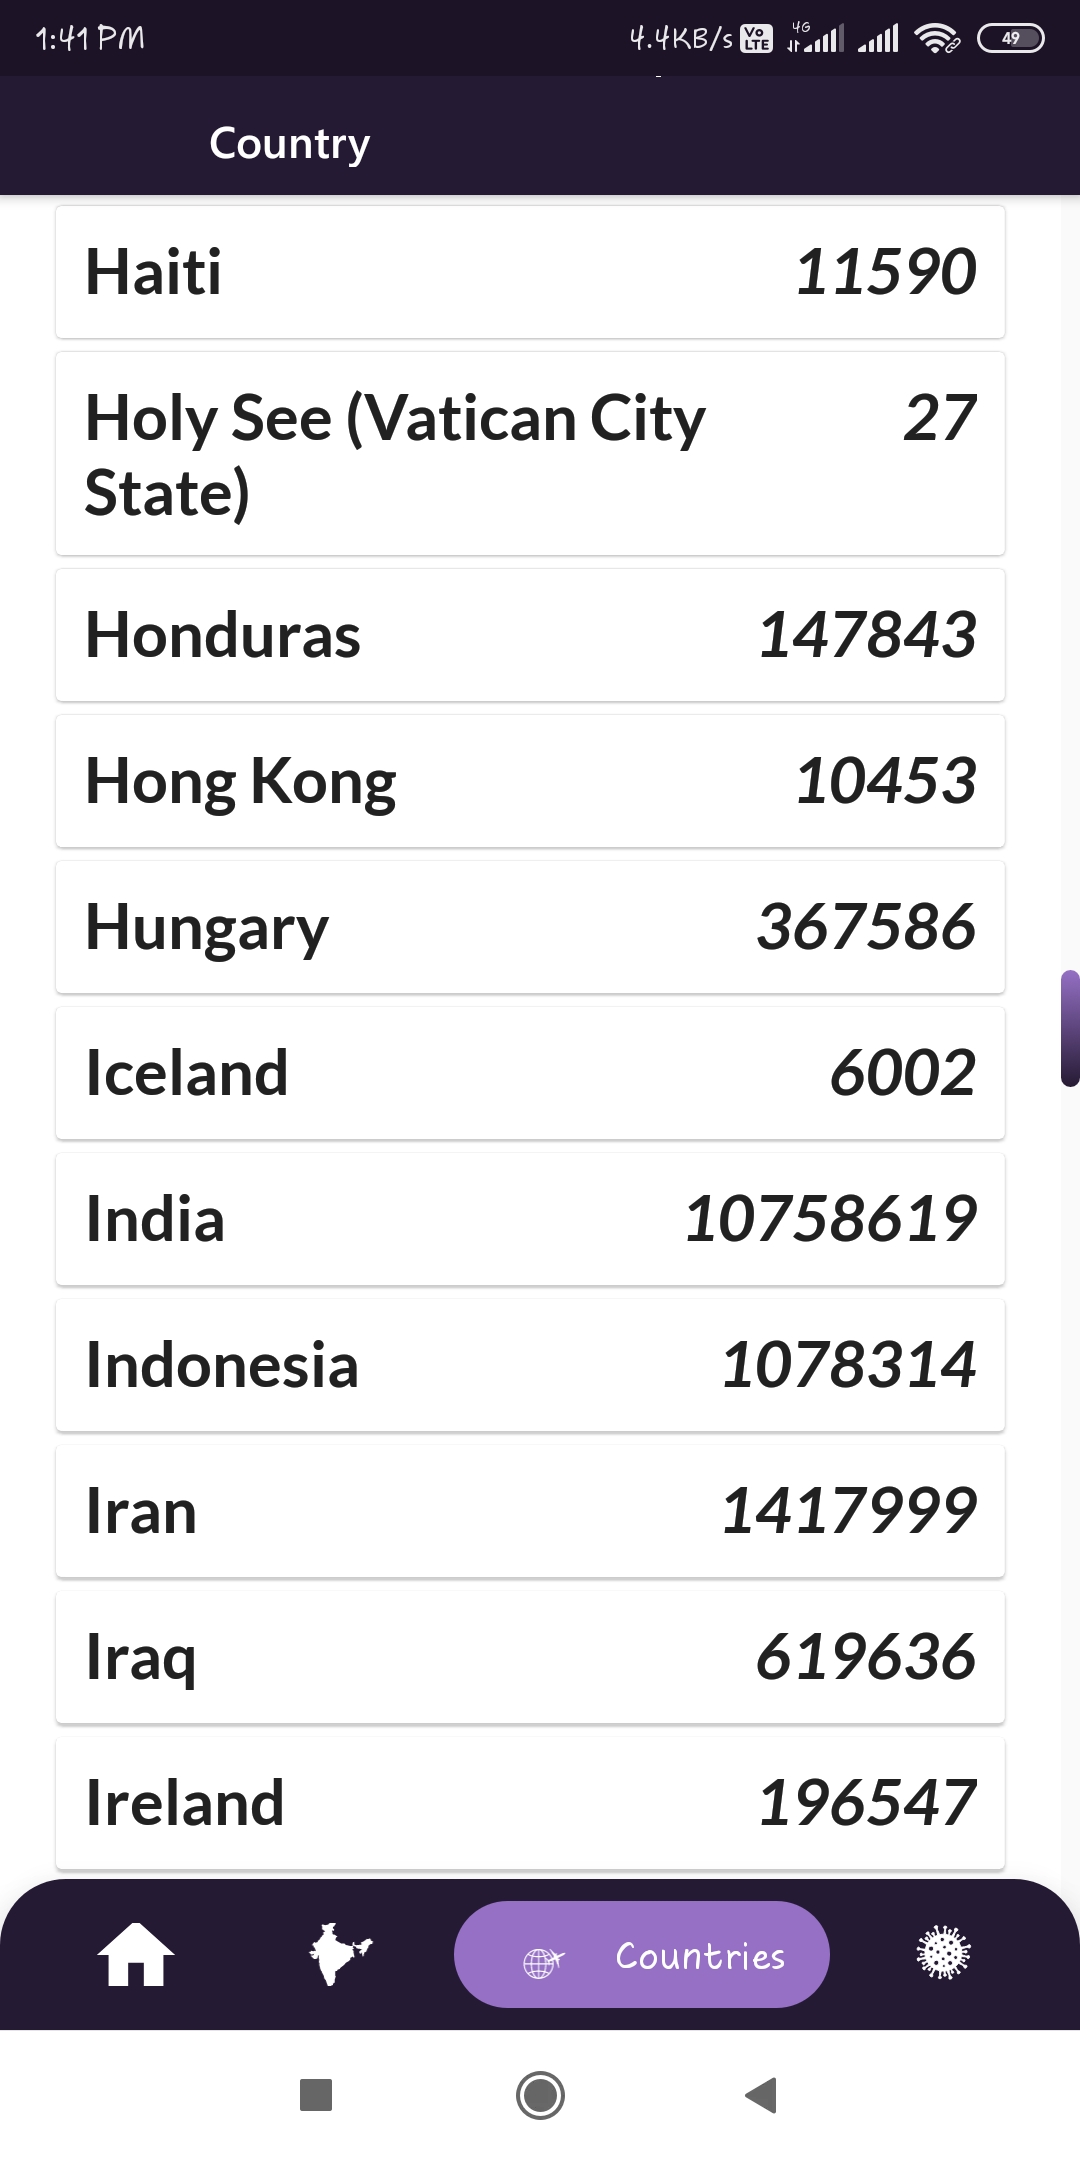 1:41 PM 4.4KB/s Vo LTE 4G 49
Country
Haiti 11590
Holy See (Vatican City 27
State)
Honduras 147843
Hong Kong 10453
Hungary 367586
Iceland 6002
India 10758619
Indonesia 1078314
Iran 1417999
Iraq 619636
Ireland 196547
Countries